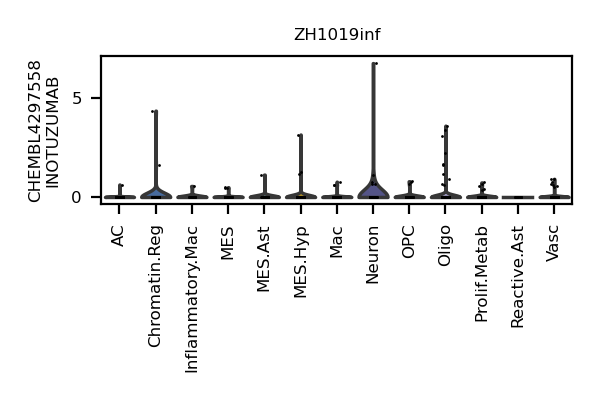 ZH1019inf
CHEMBL4297558
INOTUZUMAB
5
0
AC
Chromatin.Reg
Inflammatory.Mac
MES
MES.Ast
MES.Hyp
Mac
Neuron
OPC
Oligo
Prolif.Metab
Reactive.Ast
Vasc